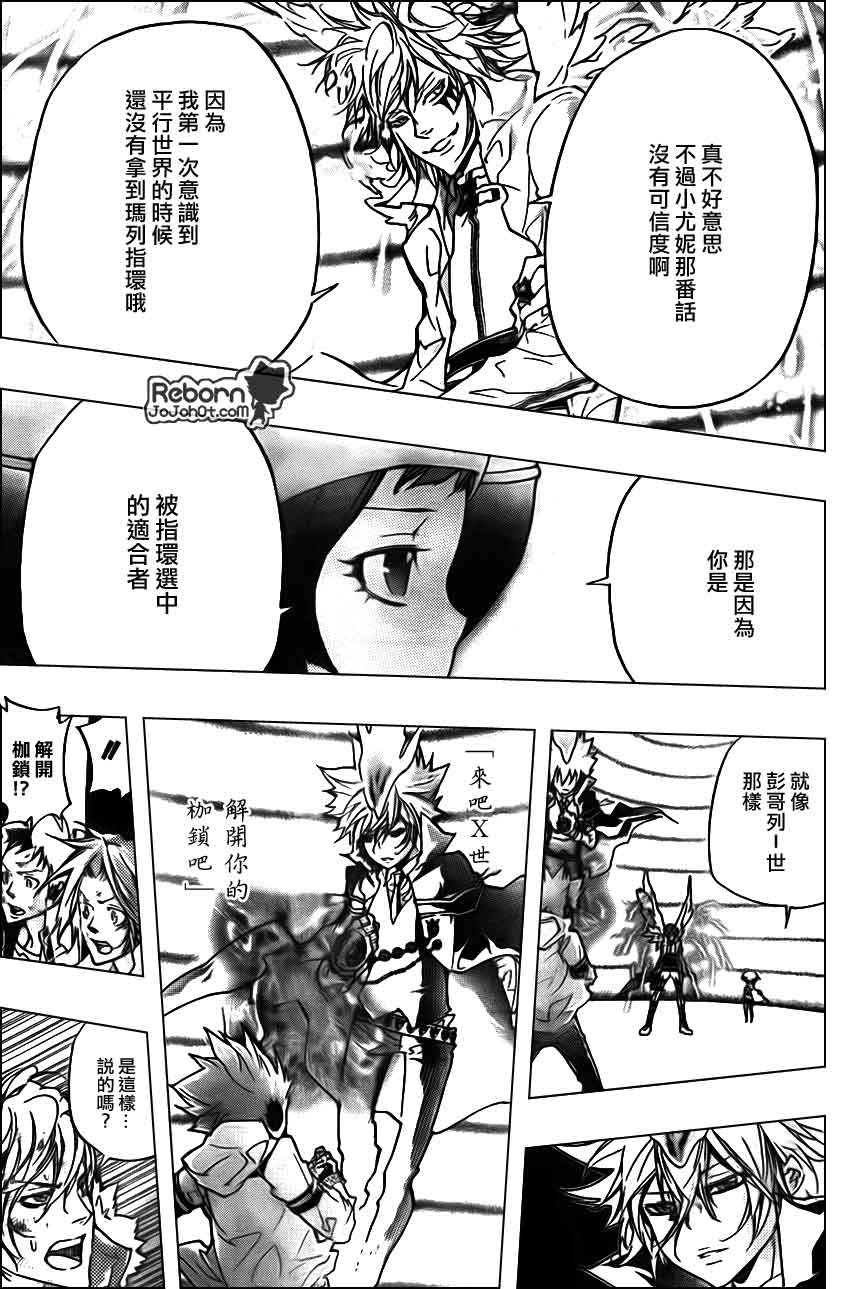 真不好意思
不過小尤妮那番話
沒有可信度啊
因為
我第一次意識到
平行世界的時候
還沒有拿到瑪列指環哦
Reborn
JoJoHOt.com
那是因為
你是
被指環選中
的適合者
就像
彭哥列I世
那樣
「來吧X世
解開你的
枷鎖吧」
解開
枷鎖!?
是這樣…
說的嗎?